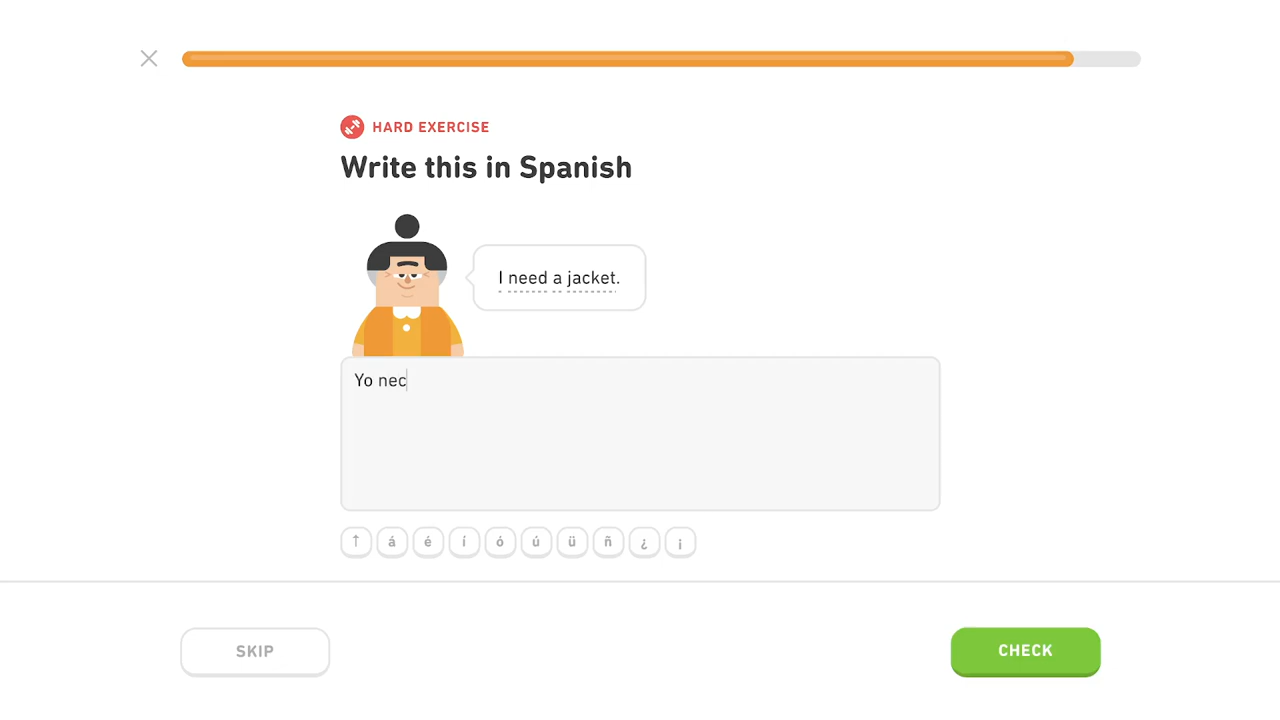 HARD EXERCISE
Write this in Spanish
I need a jacket.
Yo nec
↑ á é í ó ú ü ñ ¿ ¡
SKIP
CHECK